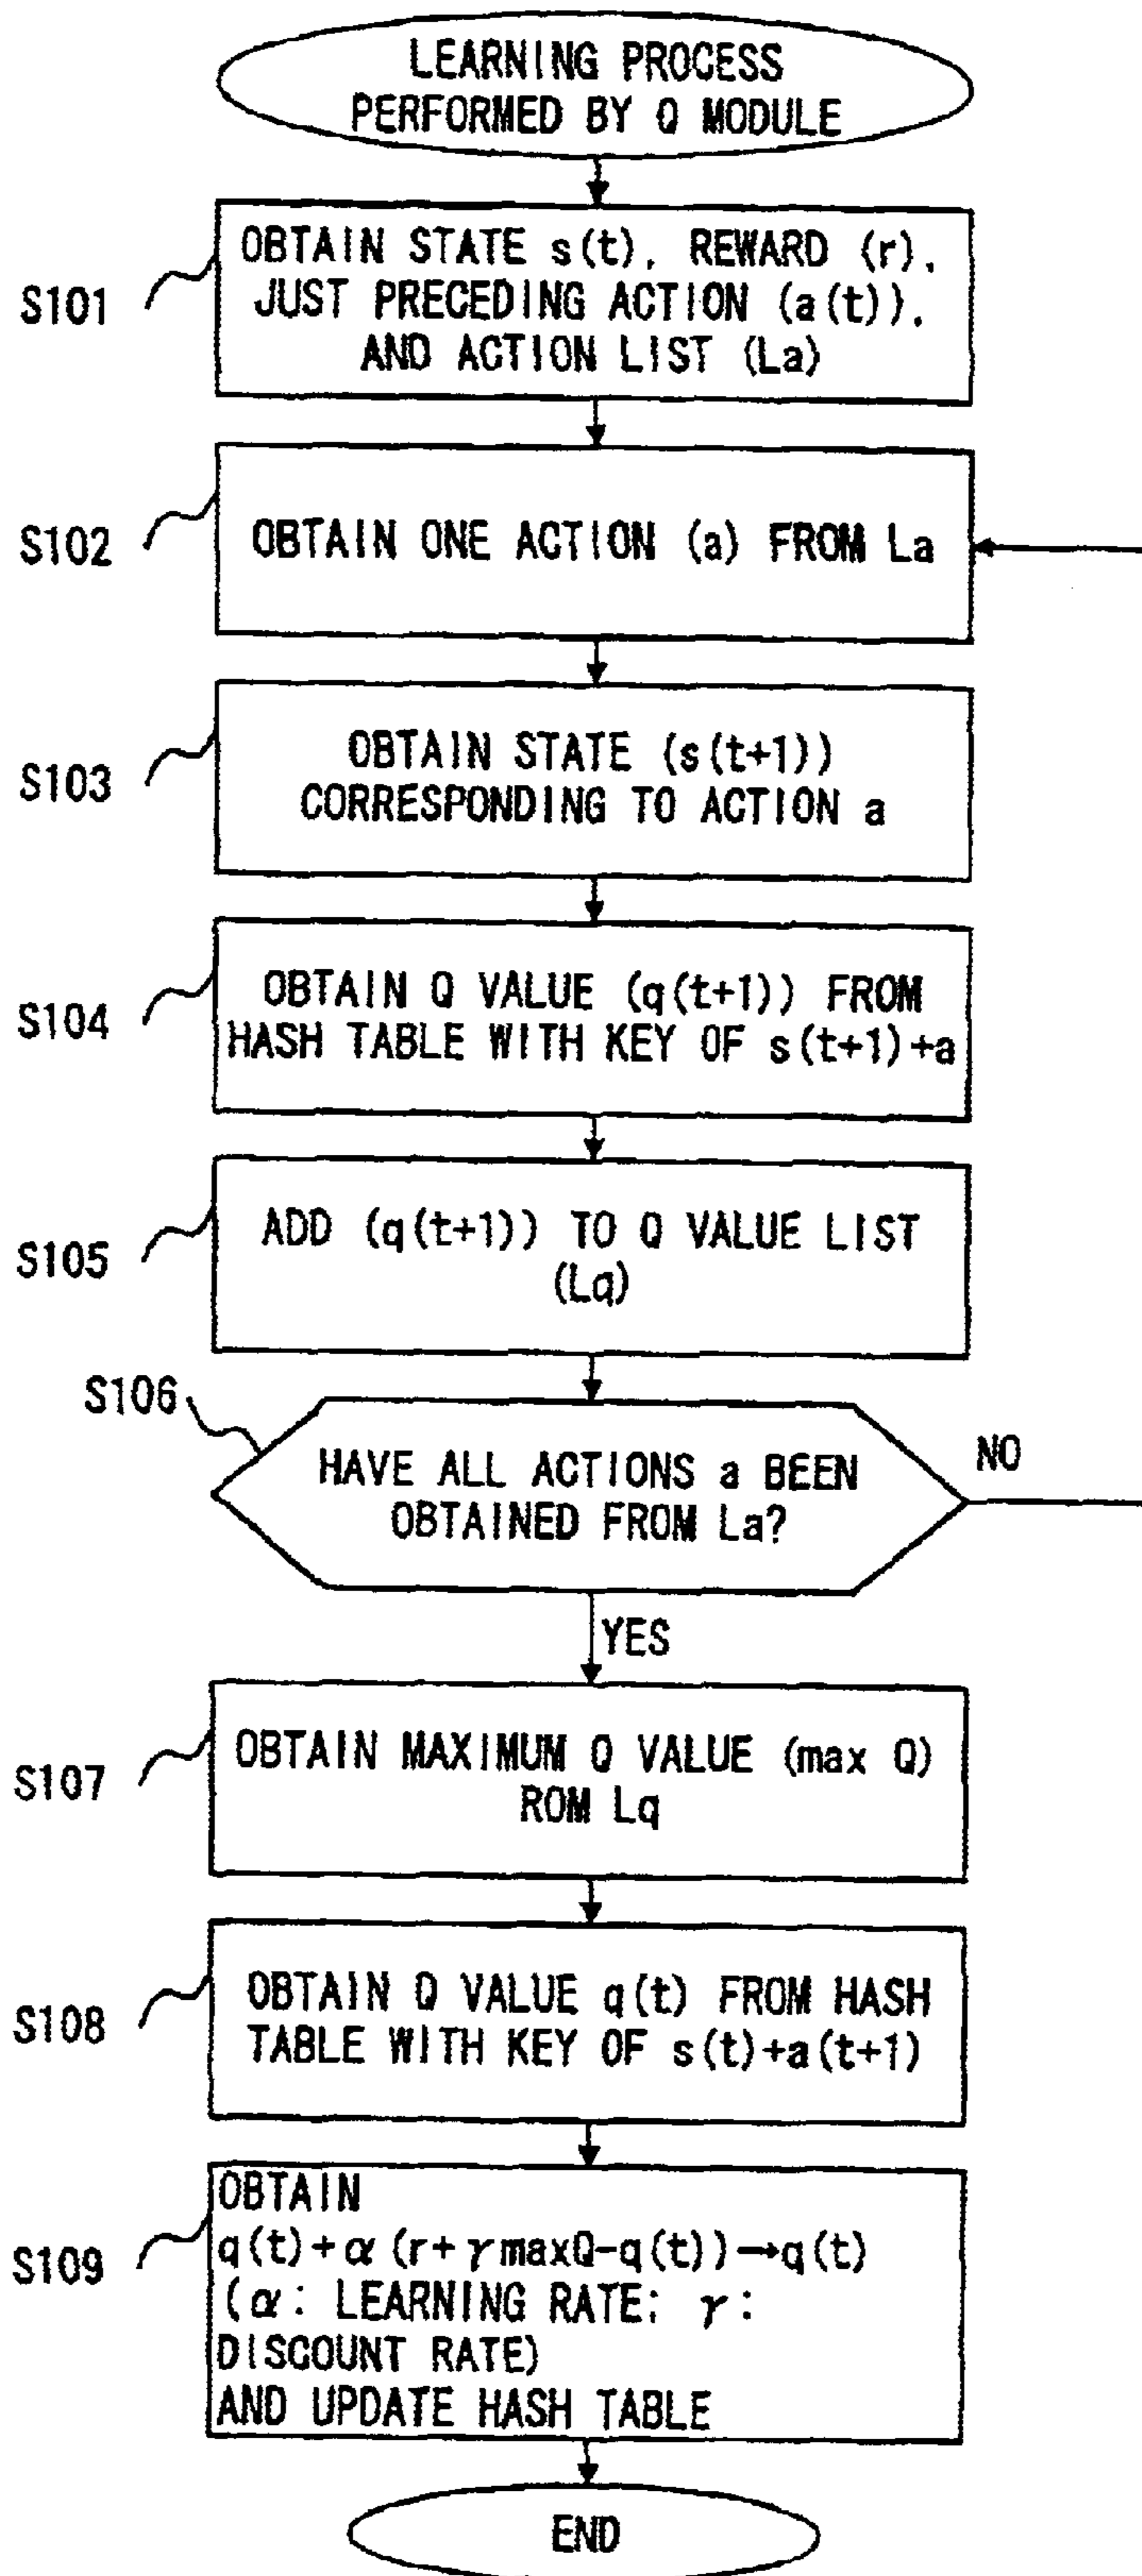 LEARNING PROCESS
PERFORMED BY Q MODULE
S101
OBTAIN STATE s(t), REWARD (r),
JUST PRECEDING ACTION (a(t)),
AND ACTION LIST (La)
S102
OBTAIN ONE ACTION (a) FROM La
S103
OBTAIN STATE (s(t+1))
CORRESPONDING TO ACTION a
S104
OBTAIN Q VALUE (q(t+1)) FROM
HASH TABLE WITH KEY OF s(t+1)+a
S105
ADD (q(t+1)) TO Q VALUE LIST
(Lq)
S106
HAVE ALL ACTIONS a BEEN
OBTAINED FROM La?
NO
YES
S107
OBTAIN MAXIMUM Q VALUE (max Q)
ROM Lq
S108
OBTAIN Q VALUE q(t) FROM HASH
TABLE WITH KEY OF s(t)+a(t+1)
S109
OBTAIN
q(t)+α(r+γmaxQ-q(t))→q(t)
(α: LEARNING RATE; γ:
DISCOUNT RATE)
AND UPDATE HASH TABLE
END